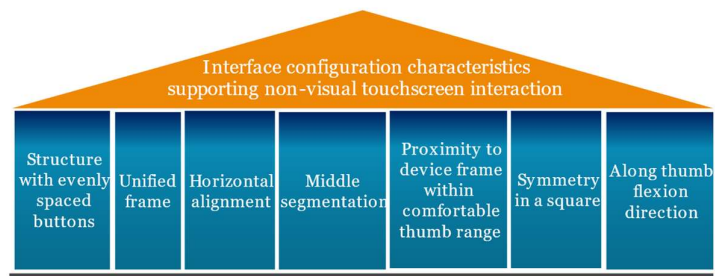 Interface configuration characteristics
supporting non-visual touchscreen interaction
Structure
with evenly
spaced
buttons
Unified
frame
Horizontal
alignment
Middle
segmentation
Proximity to
device frame
within
comfortable
thumb range
Symmetry
in a square
Along thumb
flexion
direction